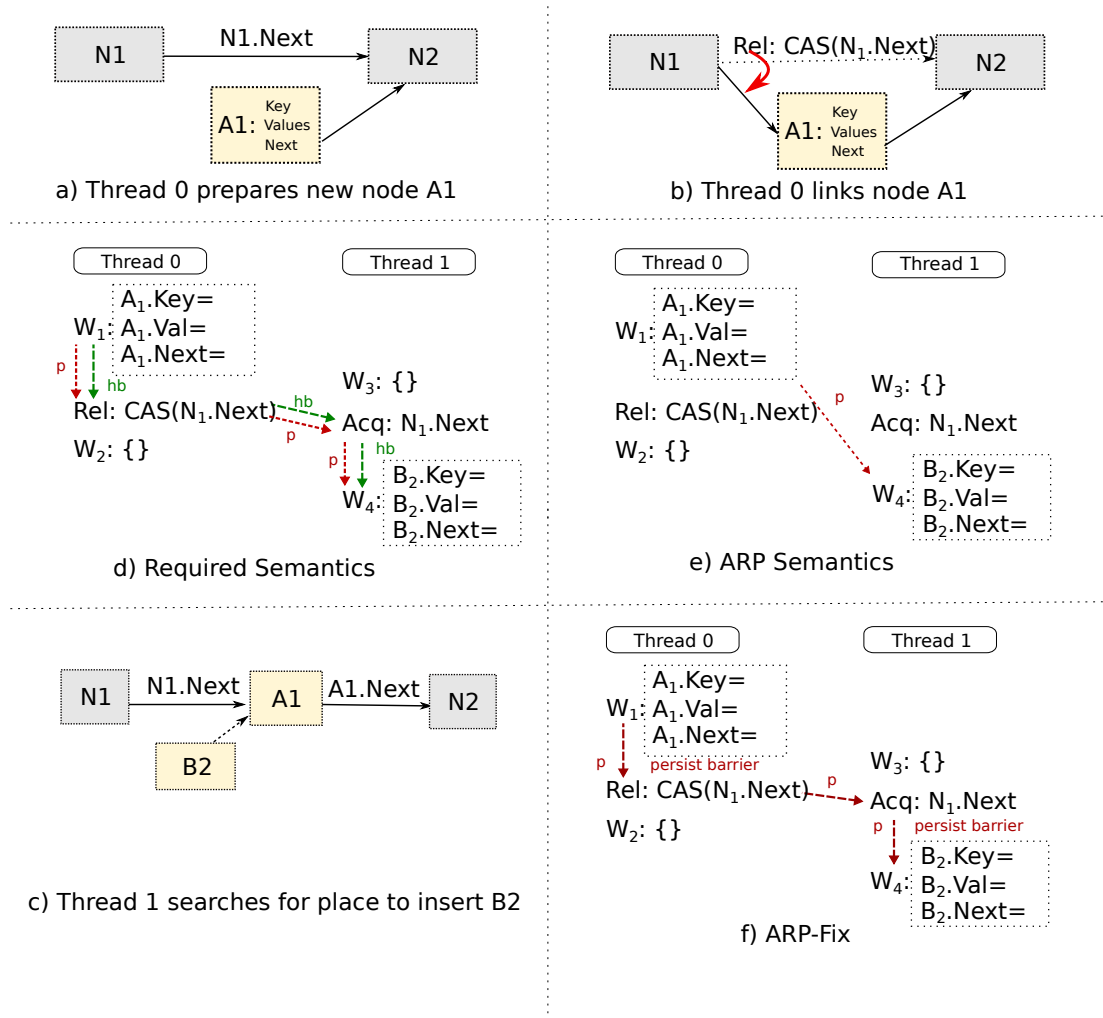 N1
N1.Next
N2
A1:
Key
Values
Next
a) Thread 0 prepares new node A1
N1
Rel: CAS(N₁.Next)
N2
A1:
Key
Values
Next
b) Thread 0 links node A1
Thread 0
Thread 1
W₁:
A₁.Key=
A₁.Val=
A₁.Next=
p
hb
Rel: CAS(N₁.Next)
W₂: {}
hb
p
W₃: {}
Acq: N₁.Next
p
hb
W₄:
B₂.Key=
B₂.Val=
B₂.Next=
d) Required Semantics
Thread 0
Thread 1
W₁:
A₁.Key=
A₁.Val=
A₁.Next=
Rel: CAS(N₁.Next)
W₂: {}
p
W₃: {}
Acq: N₁.Next
W₄:
B₂.Key=
B₂.Val=
B₂.Next=
e) ARP Semantics
N1
N1.Next
A1
A1.Next
N2
B2
c) Thread 1 searches for place to insert B2
Thread 0
Thread 1
W₁:
A₁.Key=
A₁.Val=
A₁.Next=
p
persist barrier
Rel: CAS(N₁.Next)
W₂: {}
p
W₃: {}
Acq: N₁.Next
p
persist barrier
W₄:
B₂.Key=
B₂.Val=
B₂.Next=
f) ARP-Fix